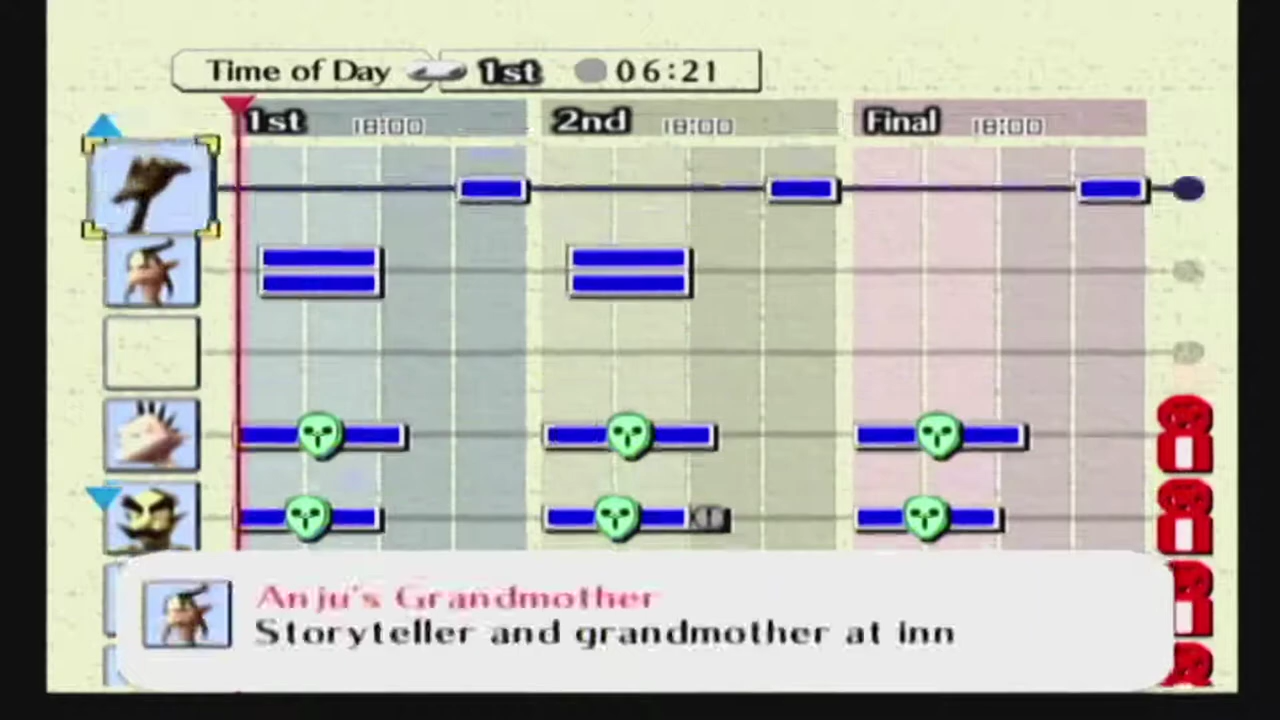 Time of Day 1st 06:21
1st 18:00 2nd 18:00 Final 18:00
Anju's Grandmother
Storyteller and grandmother at inn